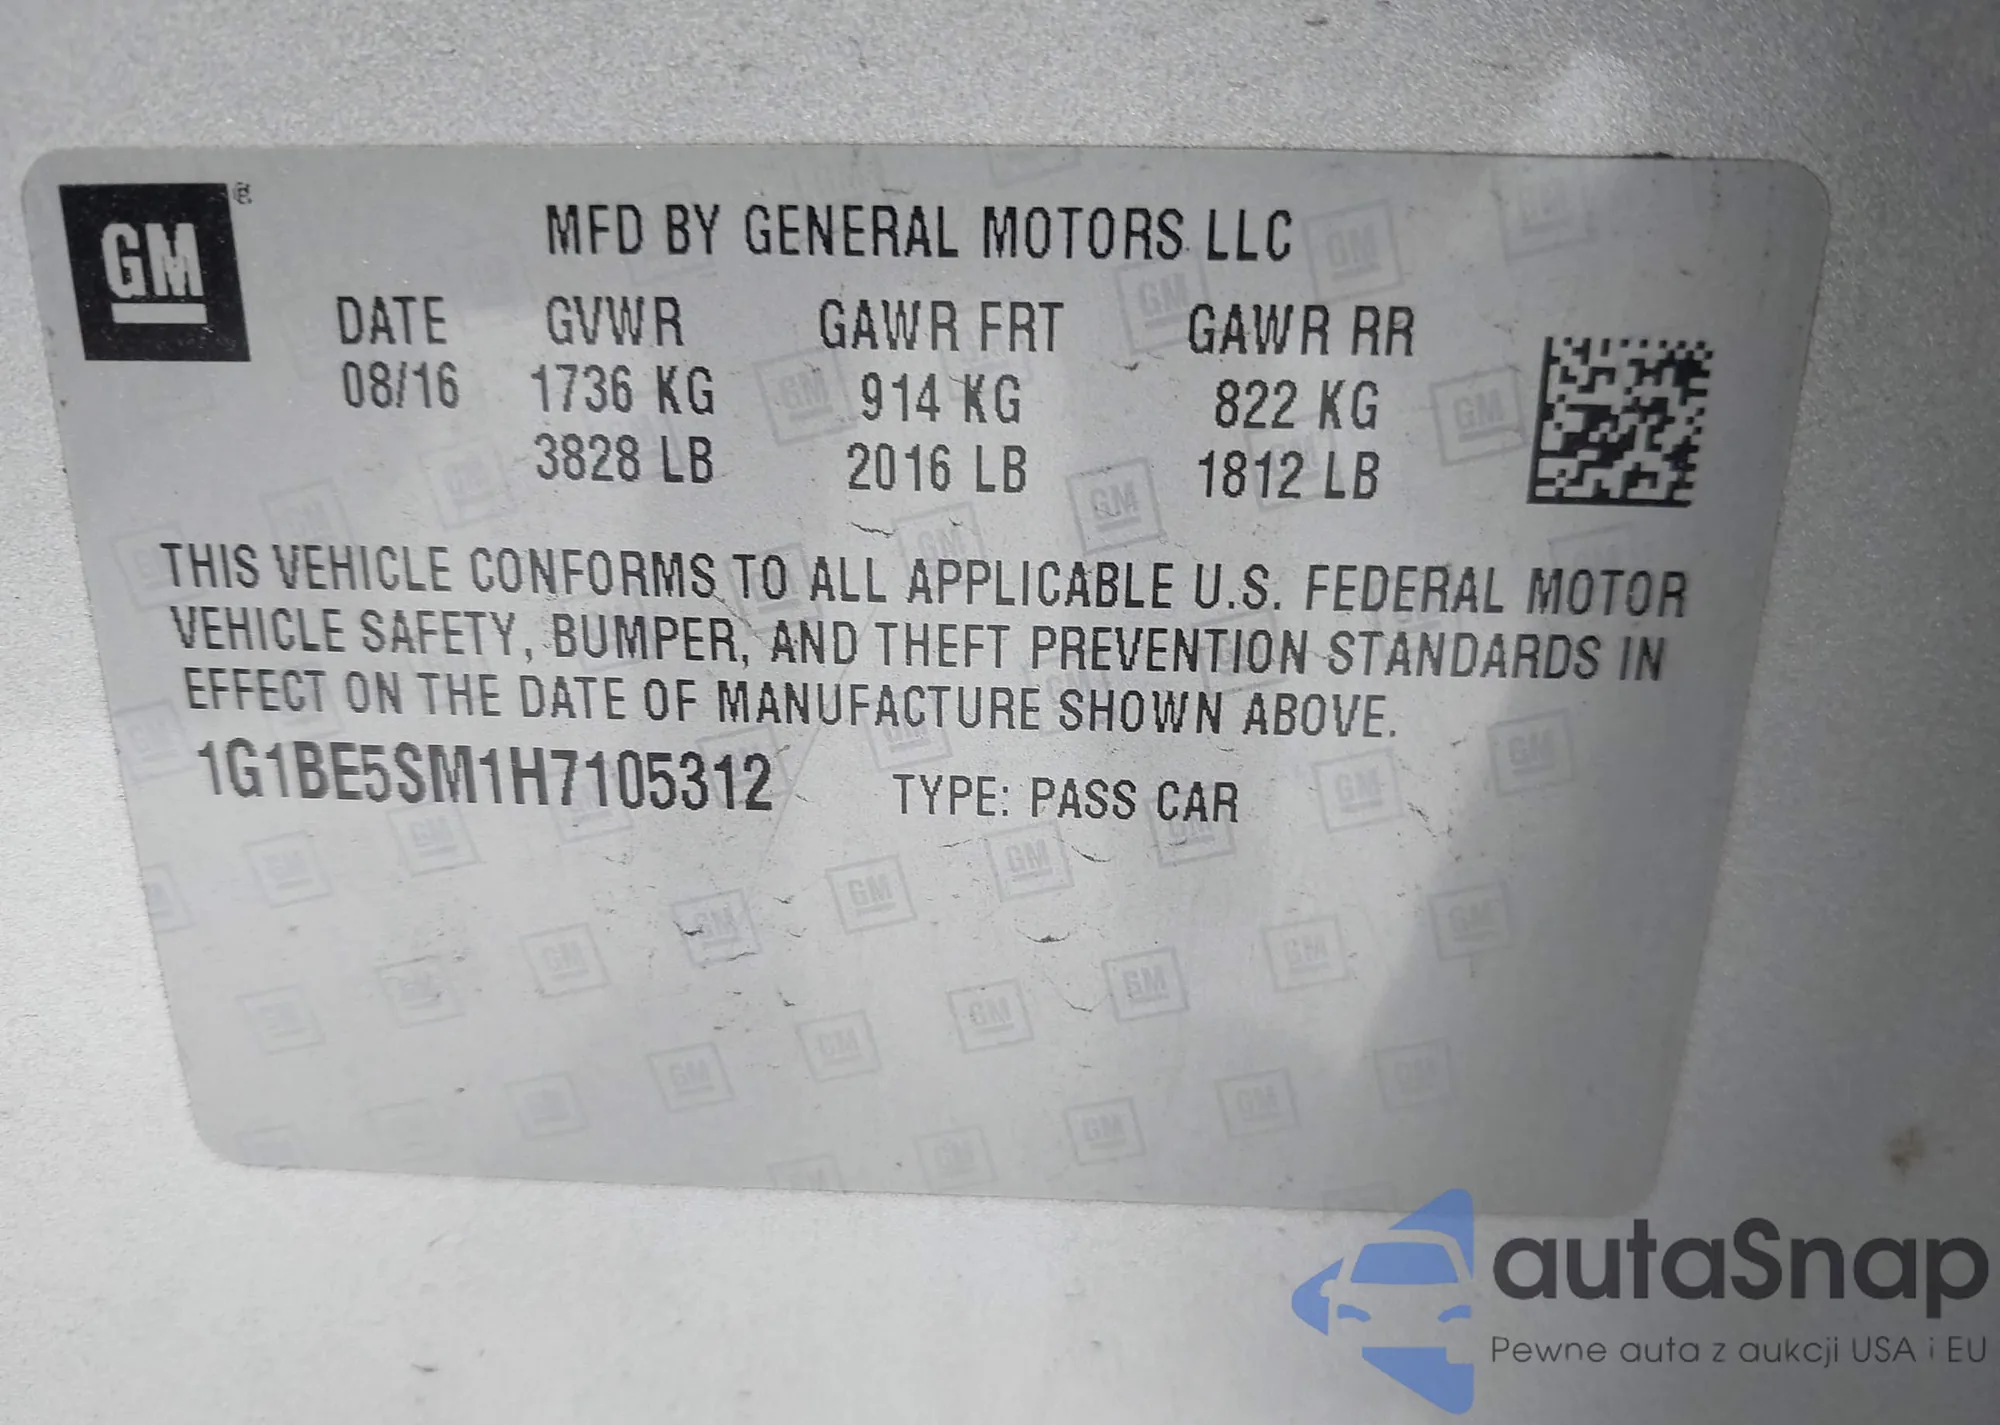 GM
MFD BY GENERAL MOTORS LLC
DATE GVWR GAWR FRT GAWR RR
08/16 1736 KG 914 KG 822 KG
3828 LB 2016 LB 1812 LB
THIS VEHICLE CONFORMS TO ALL APPLICABLE U.S. FEDERAL MOTOR
VEHICLE SAFETY, BUMPER, AND THEFT PREVENTION STANDARDS IN
EFFECT ON THE DATE OF MANUFACTURE SHOWN ABOVE.
1G1BE5SM1H7105312 TYPE: PASS CAR
autaSnap
Pewne auta z aukcji USA i EU